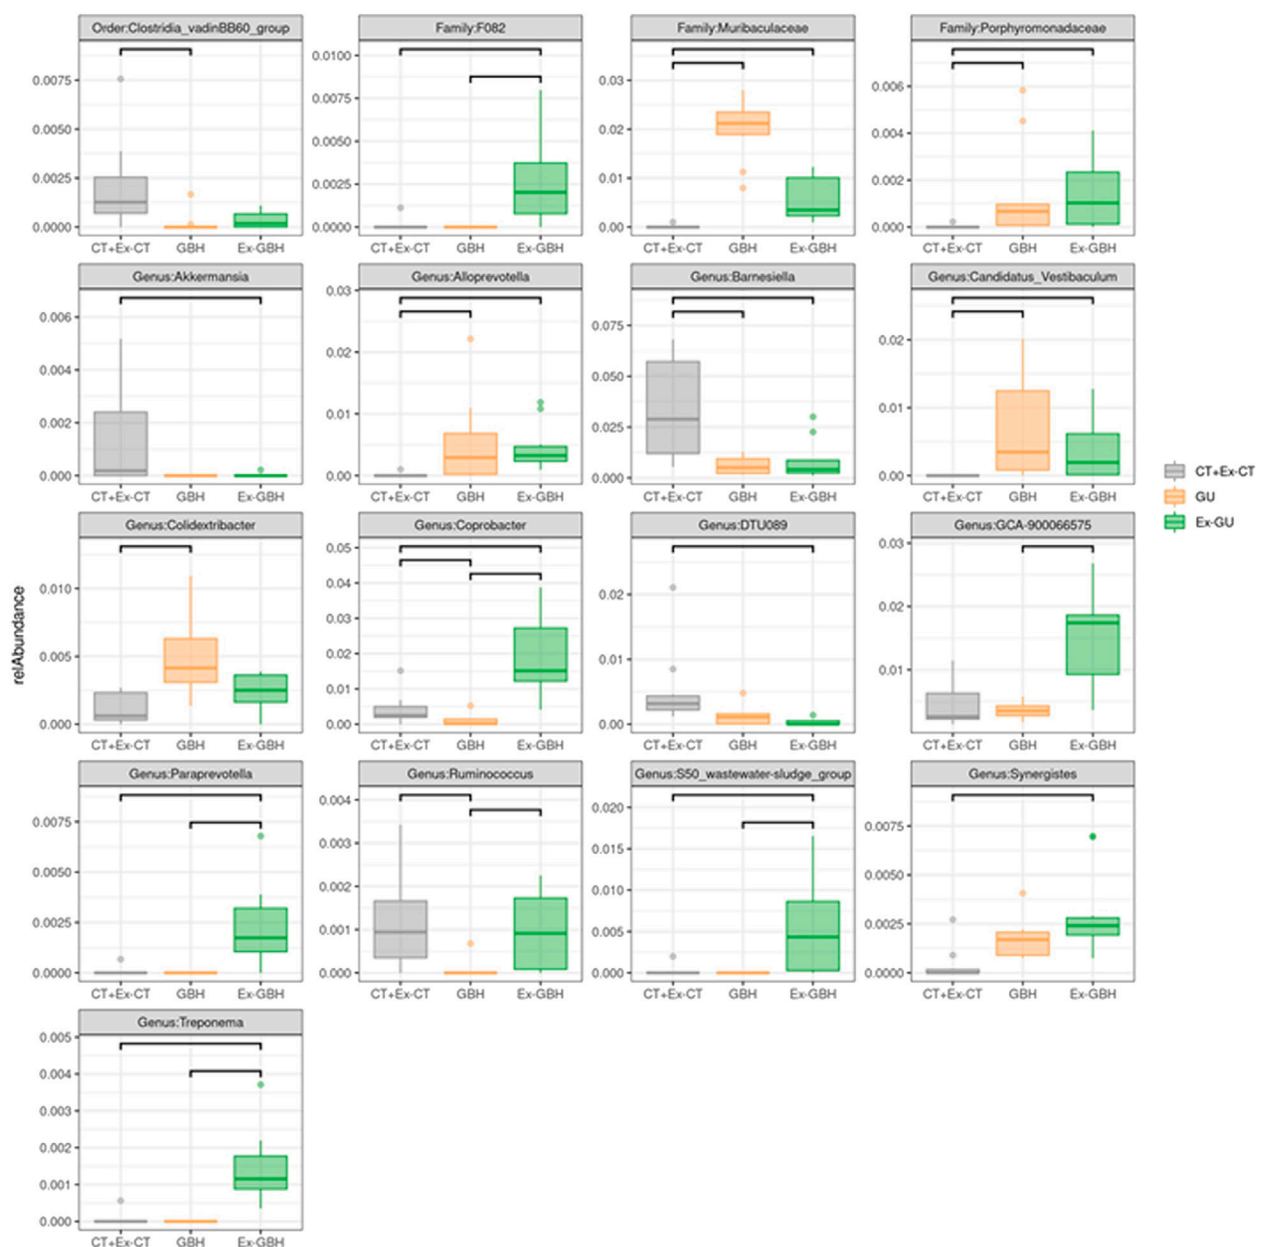 Order:Clostridia_vadinBB60_group
0.0075
0.0050
0.0025
0.0000
CT+Ex-CT GBH Ex-GBH
Family:F082
0.0100
0.0075
0.0050
0.0025
0.0000
CT+Ex-CT GBH Ex-GBH
Family:Muribaculaceae
0.03
0.02
0.01
0.00
CT+Ex-CT GBH Ex-GBH
Family:Porphyromonadaceae
0.006
0.004
0.002
0.000
CT+Ex-CT GBH Ex-GBH
Genus:Akkermansia
0.006
0.004
0.002
0.000
CT+Ex-CT GBH Ex-GBH
Genus:Alloprevotella
0.03
0.02
0.01
0.00
CT+Ex-CT GBH Ex-GBH
Genus:Barnesiella
0.075
0.050
0.025
0.000
CT+Ex-CT GBH Ex-GBH
Genus:Candidatus_Vestibaculum
0.02
0.01
0.00
CT+Ex-CT GBH Ex-GBH
CT+Ex-CT
GU
Ex-GU
relAbundance
Genus:Colidextribacter
0.010
0.005
0.000
CT+Ex-CT GBH Ex-GBH
Genus:Coprobacter
0.05
0.04
0.03
0.02
0.01
0.00
CT+Ex-CT GBH Ex-GBH
Genus:DTU089
0.02
0.01
0.00
CT+Ex-CT GBH Ex-GBH
Genus:GCA-900066575
0.03
0.02
0.01
CT+Ex-CT GBH Ex-GBH
Genus:Paraprevotella
0.0075
0.0050
0.0025
0.0000
CT+Ex-CT GBH Ex-GBH
Genus:Ruminococcus
0.004
0.003
0.002
0.001
0.000
CT+Ex-CT GBH Ex-GBH
Genus:S50_wastewater-sludge_group
0.020
0.015
0.010
0.005
0.000
CT+Ex-CT GBH Ex-GBH
Genus:Synergistes
0.0075
0.0050
0.0025
0.0000
CT+Ex-CT GBH Ex-GBH
Genus:Treponema
0.005
0.004
0.003
0.002
0.001
0.000
CT+Ex-CT GBH Ex-GBH